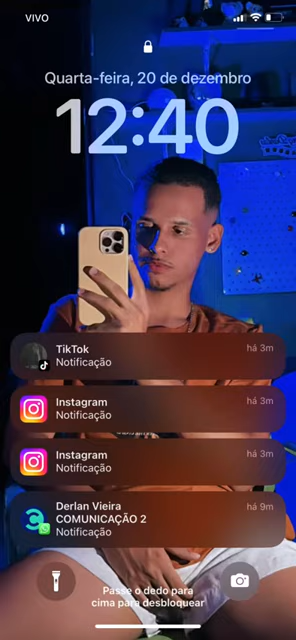 VIVO
Quarta-feira, 20 de dezembro
12:40
TikTok
há 3m
Notificação
Instagram
há 3m
Notificação
Instagram
há 3m
Notificação
Derlan Vieira
há 9m
COMUNICAÇÃO 2
Notificação
Passe o dedo para
cima para desbloquear